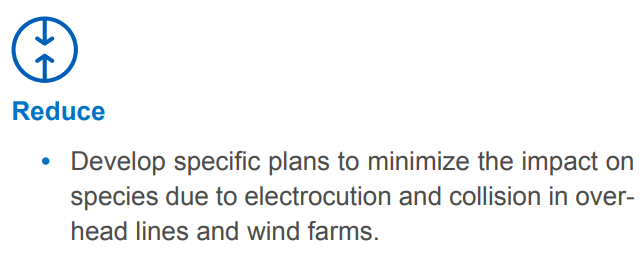 Reduce
• Develop specific plans to minimize the impact on
species due to electrocution and collision in over-
head lines and wind farms.